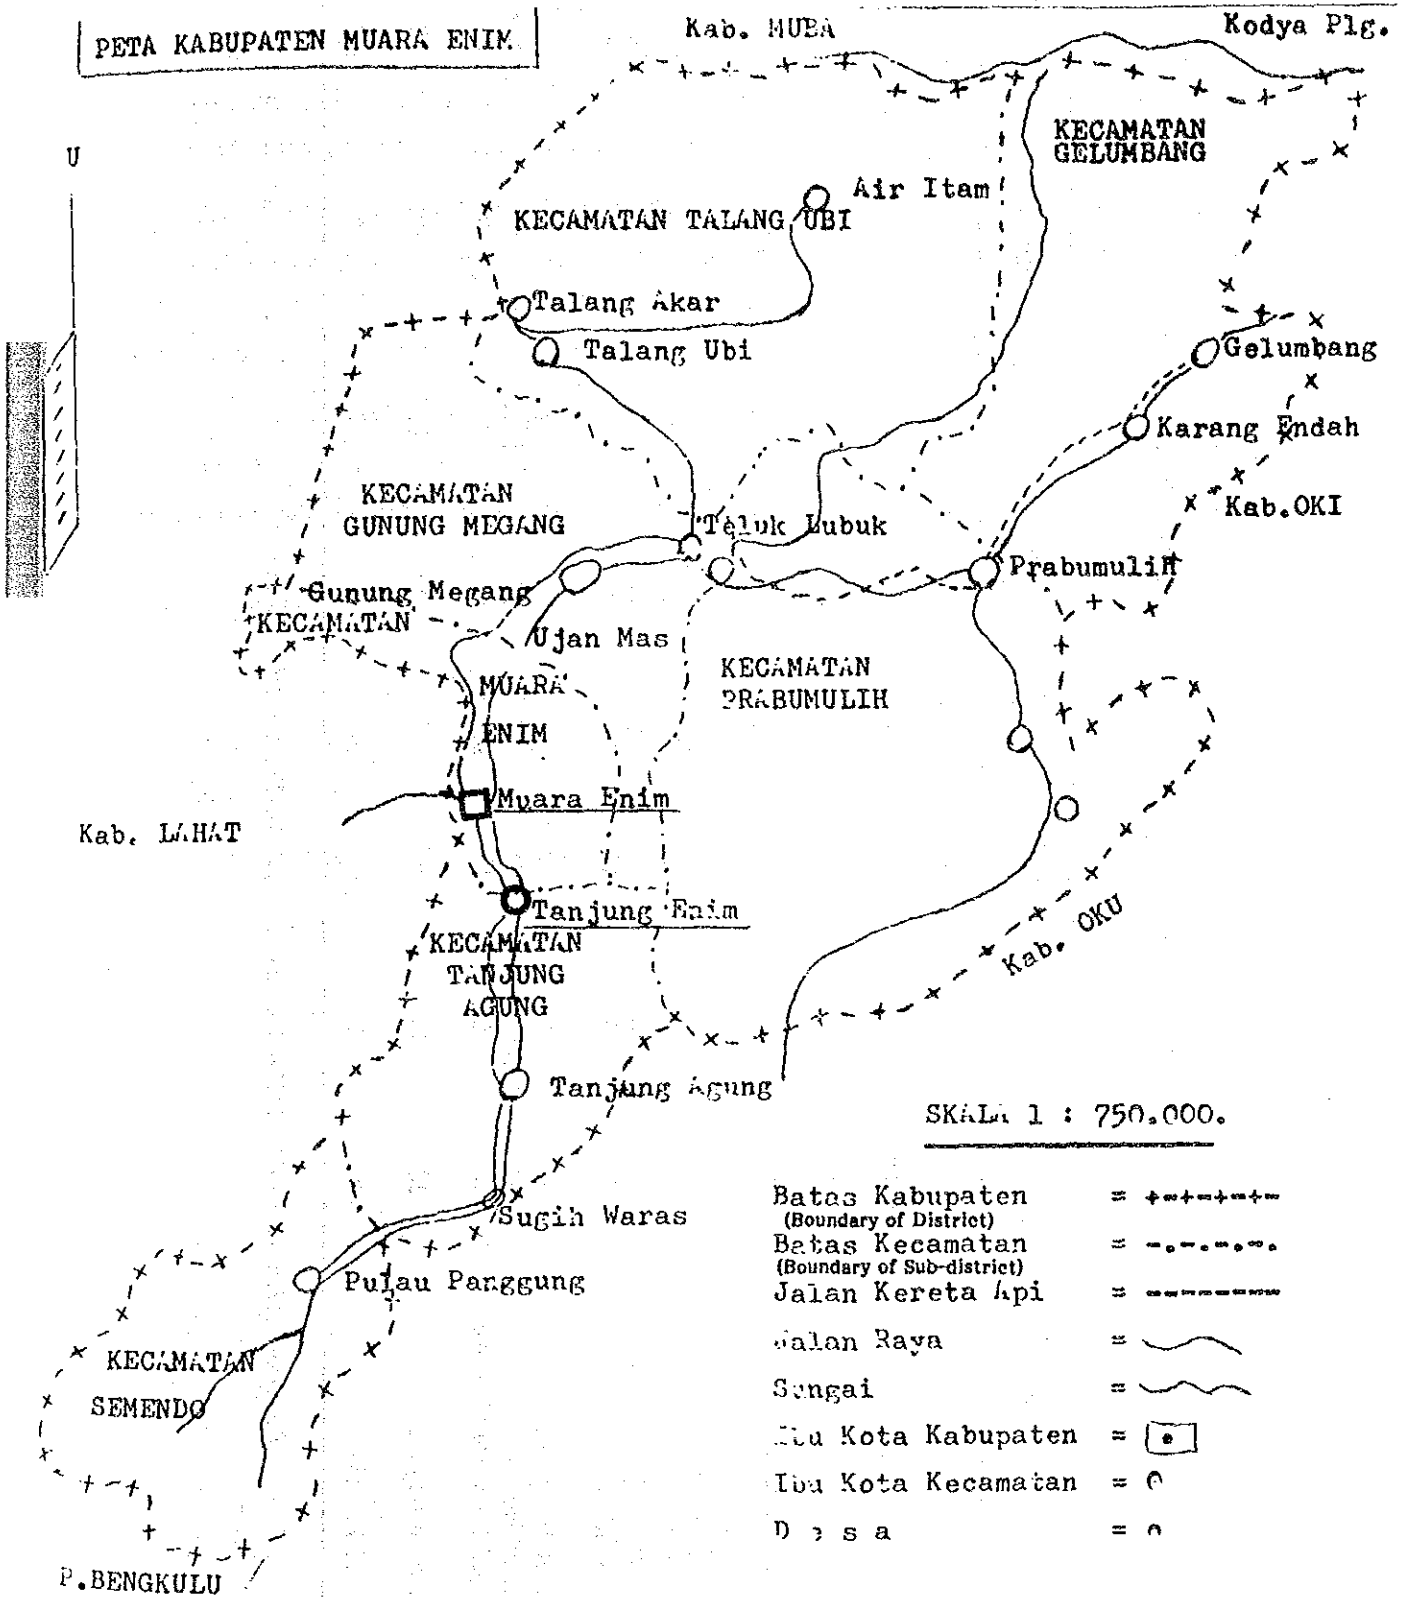 PETA KABUPATEN MUARA ENIM
Kab. MUBA
Kodya Plg.
U
KECAMATAN
GELUMBANG
Air Itam
KECAMATAN TALANG UBI
Talang Akar
Talang Ubi
Gelumbang
Karang Endah
KECAMATAN
GUNUNG MEGANG
Kab.OKI
Teluk Lubuk
Prabumulih
Gunung Megang
KECAMATAN
Ujan Mas
MUARA
ENIM
KECAMATAN
PRABUMULIH
Muara Enim
Kab. LAHAT
Tanjung Enim
KECAMATAN
TANJUNG
AGUNG
Kab. OKU
Tanjung Agung
SKALA 1 : 750.000.
Batas Kabupaten =
(Boundary of District)
Batas Kecamatan =
(Boundary of Sub-district)
Jalan Kereta Api =
Jalan Raya =
Sungai =
Ibu Kota Kabupaten =
Ibu Kota Kecamatan =
D e s a =
Sugih Waras
Pulau Panggung
KECAMATAN
SEMENDO
P.BENGKULU